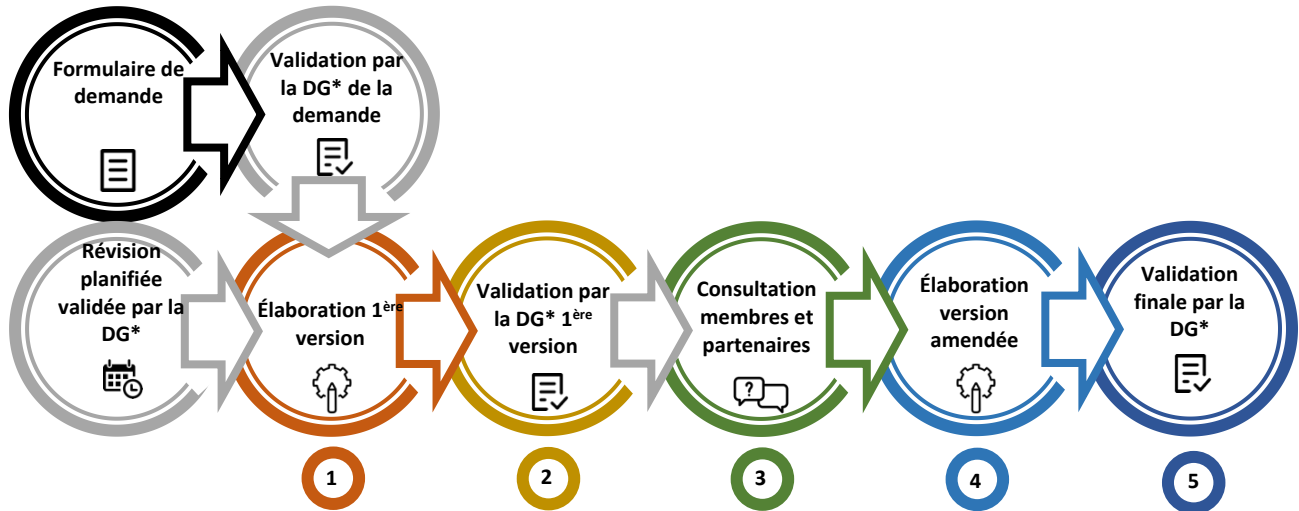 Formulaire de
demande
Validation par
la DG* de la
demande
Révision
planifiée
validée par la
DG*
Élaboration 1ère
version
Validation par
la DG* 1ère
version
Consultation
membres et
partenaires
?
Élaboration
version
amendée
Validation
finale par la
DG*
1
2
3
4
5